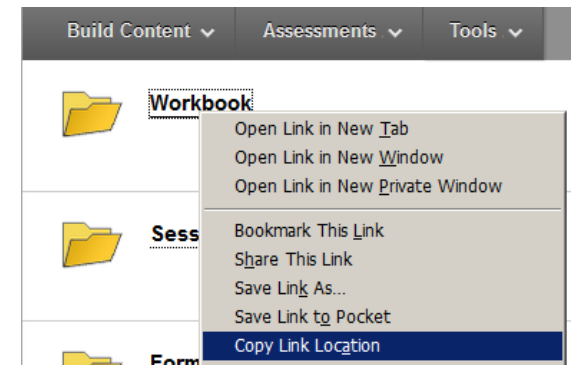 Build Content Assessments Tools
Workbook
Open Link in New Tab
Open Link in New Window
Open Link in New Private Window
Sess
Bookmark This Link
Share This Link
Save Link As...
Save Link to Pocket
Copy Link Location
Form